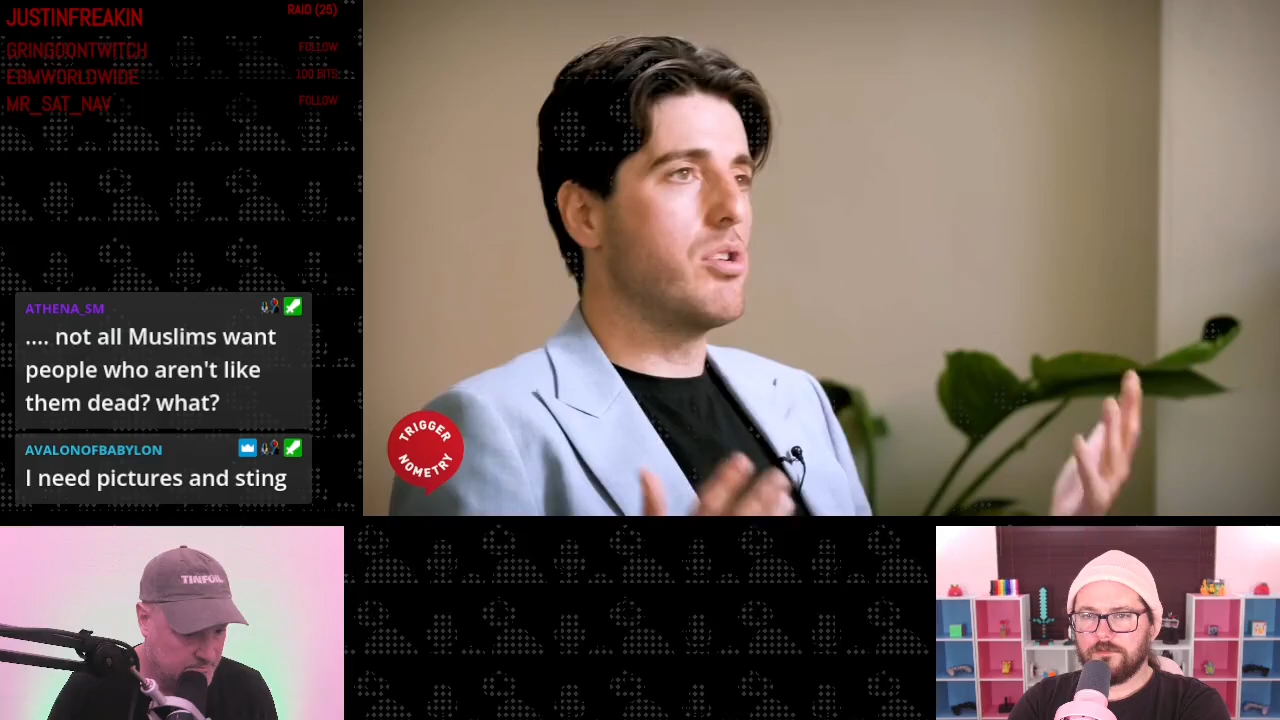 JUSTINFREAKIN
RAID (25)
GRINGOONTWITCH
FOLLOW
EBMWORLDWIDE
100 BITS
MR_SAT_NAV
FOLLOW
ATHENA_SM
.... not all Muslims want
people who aren't like
them dead? what?
AVALONOFBABYLON
I need pictures and sting
TRIGGER
NOMETRY
TINFOIL